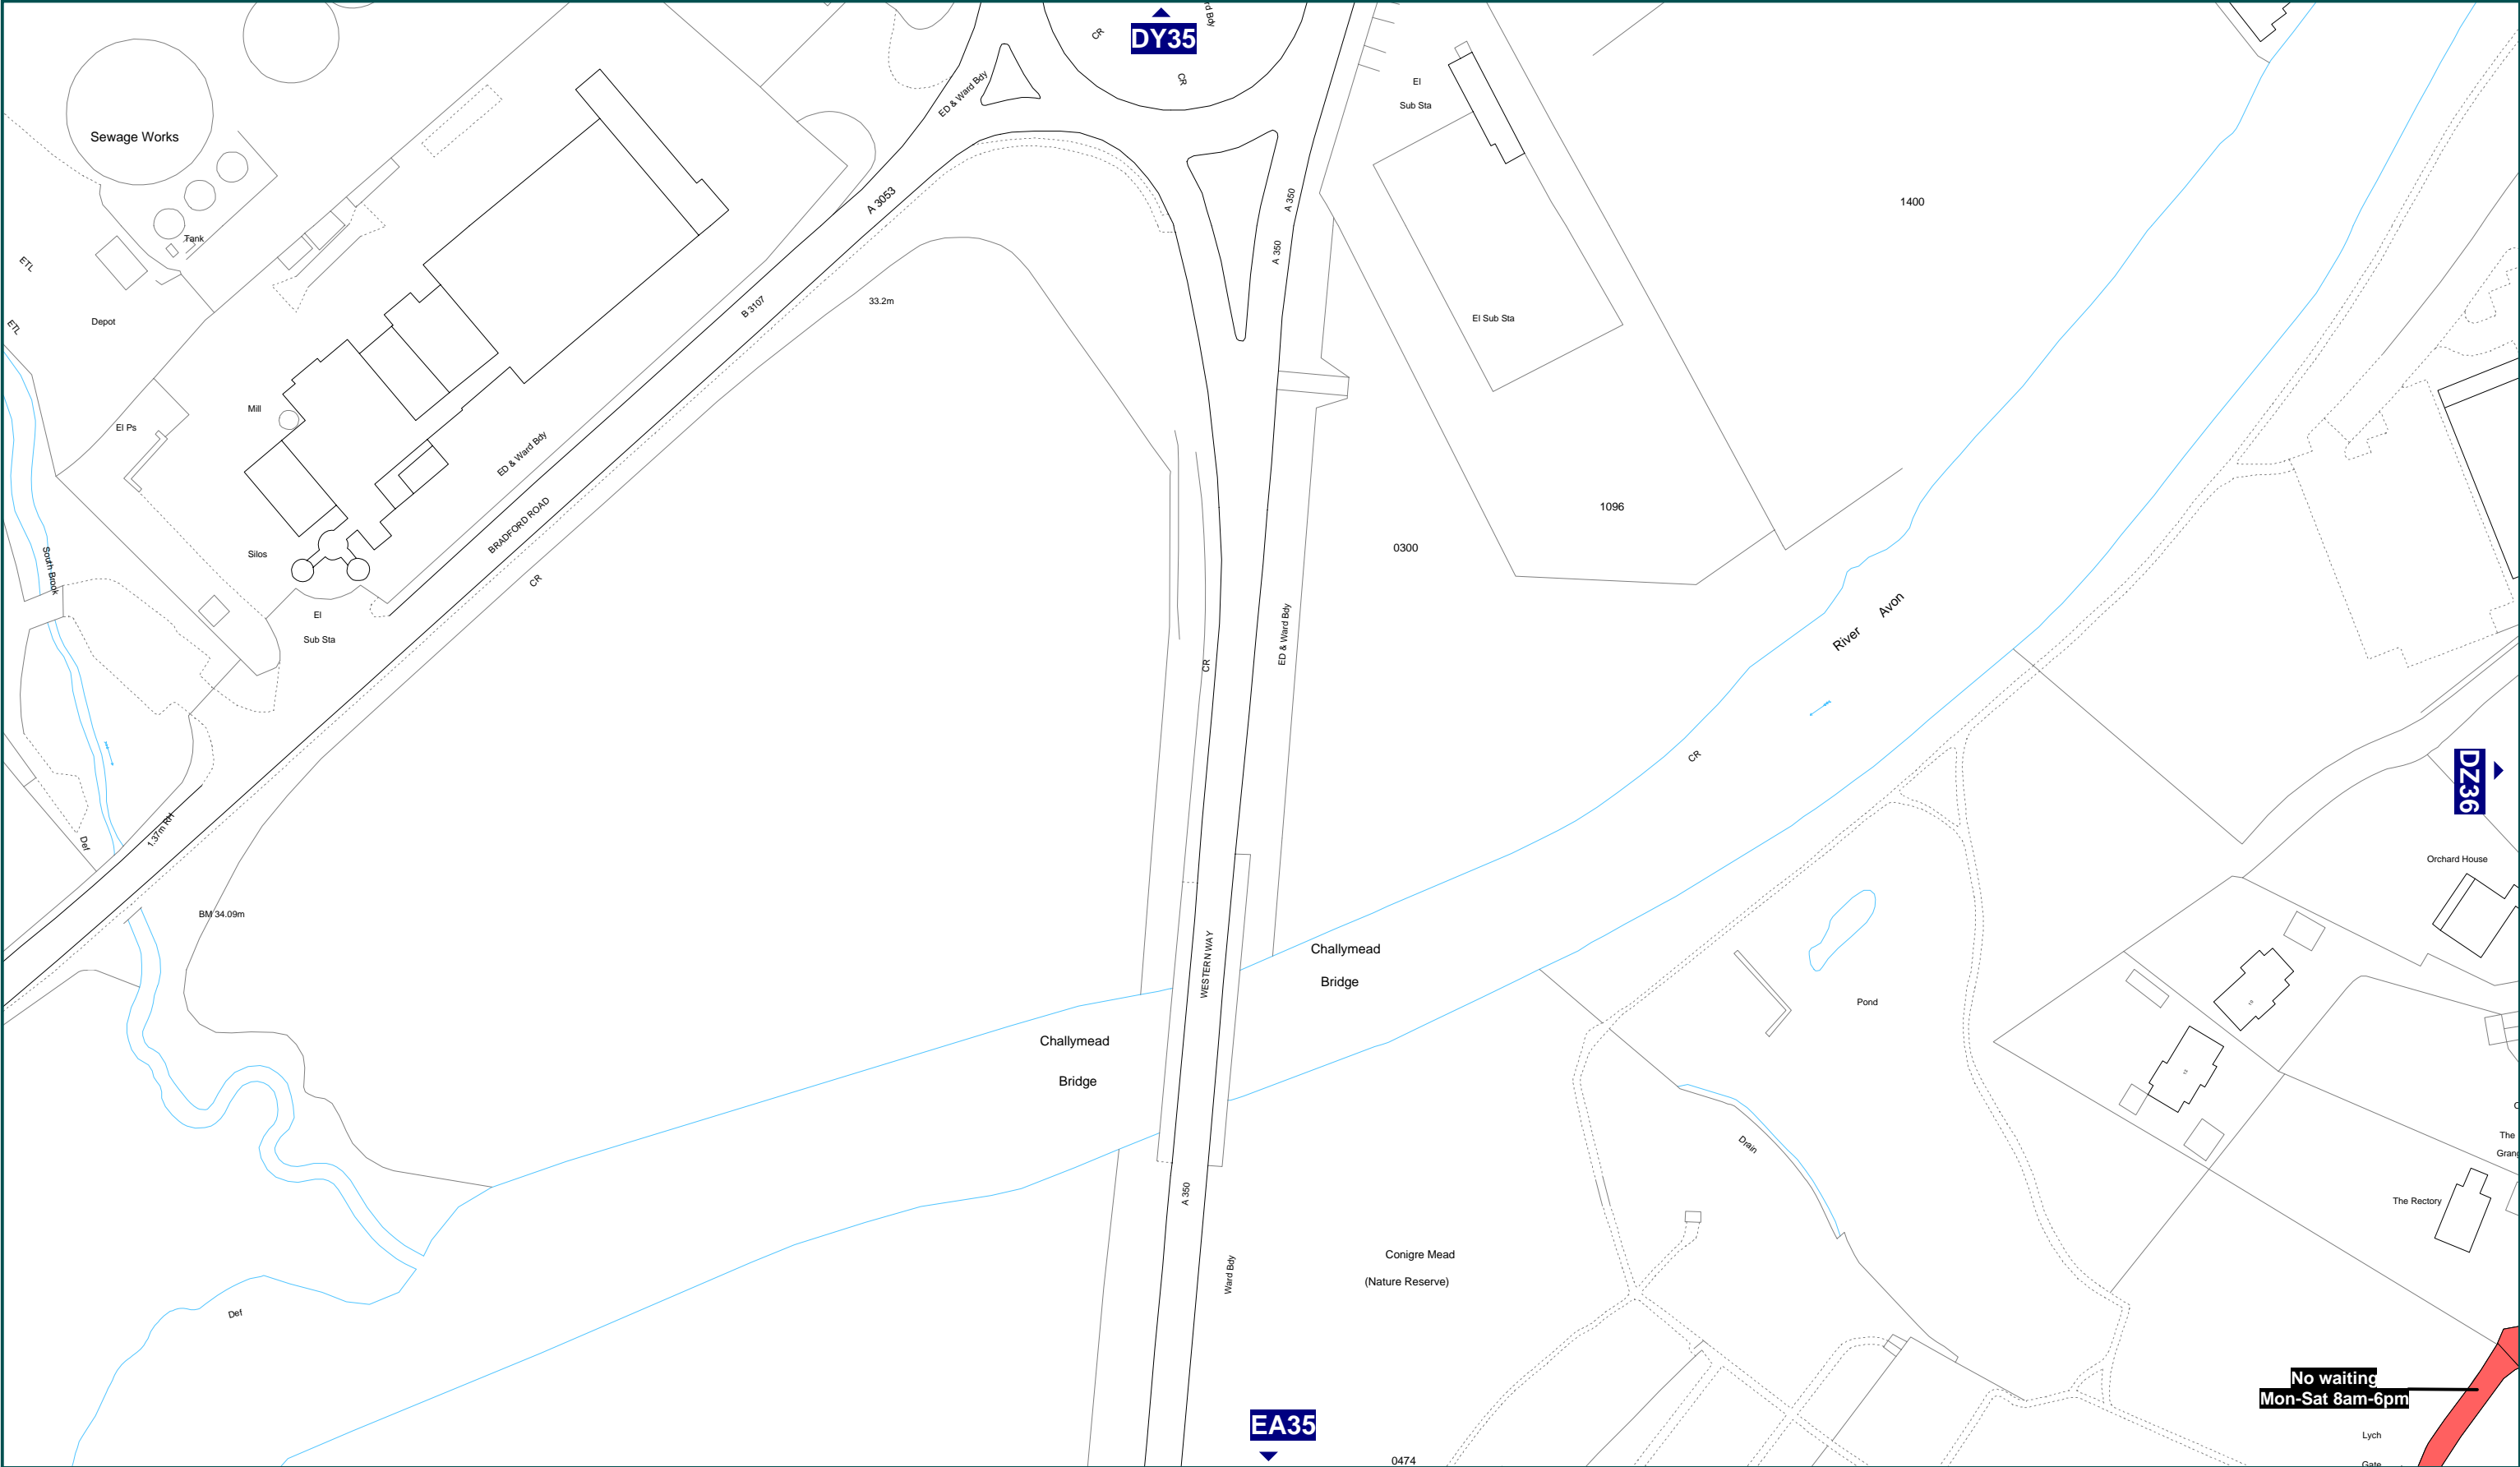 DY35
CR
CR
ED & Ward Bdy
Sewage Works
Tank
ETL
ETL
Depot
El Ps
Mill
Silos
El
Sub Sta
South Brook
A 3053
B 3107
ED & Ward Bdy
BRADFORD ROAD
CR
33.2m
A 350
A 350
El
Sub Sta
El Sub Sta
1400
1096
0300
ED & Ward Bdy
CR
River Avon
CR
DZ36
Def
1.37m RH
BM 34.09m
WESTERN WAY
Challymead
Bridge
Challymead
Bridge
A 350
Ward Bdy
Conigre Mead
(Nature Reserve)
Pond
Drain
Orchard House
The
The Rectory
Def
No waiting
Mon-Sat 8am-6pm
Lych
Gate
EA35
0474